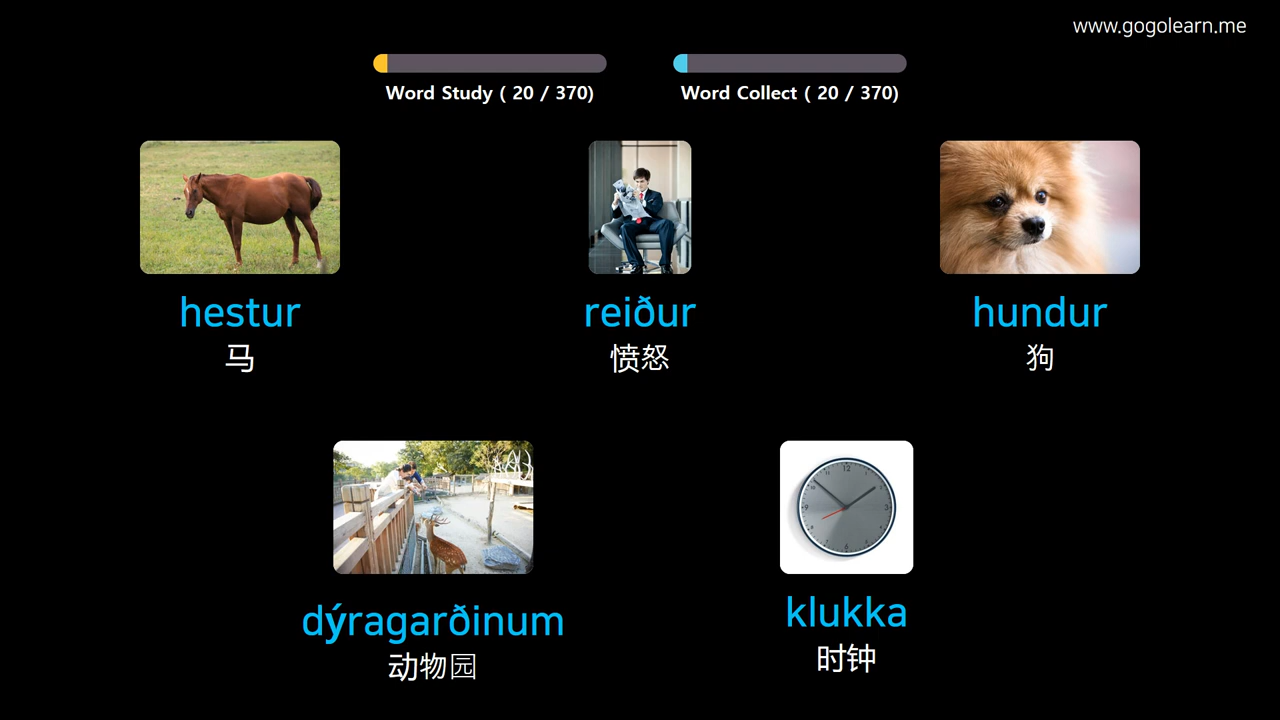 www.gogolearn.me
Word Study ( 20 / 370)
Word Collect ( 20 / 370)
hestur
马
reiður
愤怒
hundur
狗
dýragarðinum
动物园
klukka
时钟